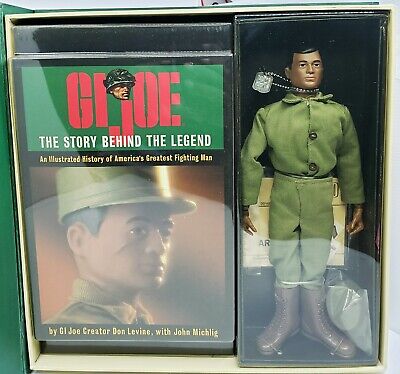 GI JOE
THE STORY BEHIND THE LEGEND
An Illustrated History of America's Greatest Fighting Man
by GI Joe Creator Don Levine, with John Michlig